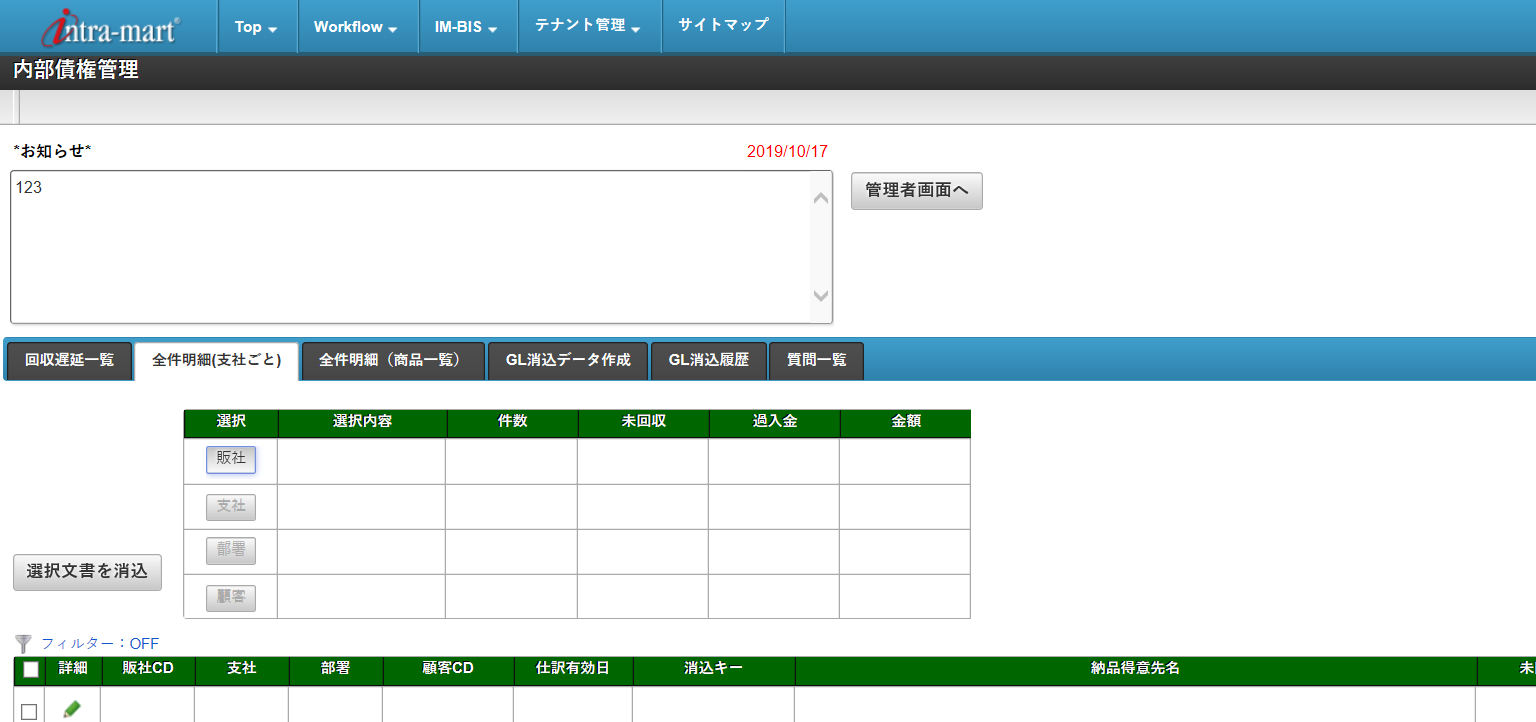 intra-mart® Top Workflow IM-BIS テナント管理 サイトマップ
内部債権管理
*お知らせ* 2019/10/17
123
管理者画面へ
回収遅延一覧 全件明細(支社ごと) 全件明細（商品一覧） GL消込データ作成 GL消込履歴 質問一覧
選択 選択内容 件数 未回収 過入金 金額
販社
支社
部署
顧客
選択文書を消込
フィルター：OFF
詳細 販社CD 支社 部署 顧客CD 仕訳有効日 消込キー 納品得意先名 未